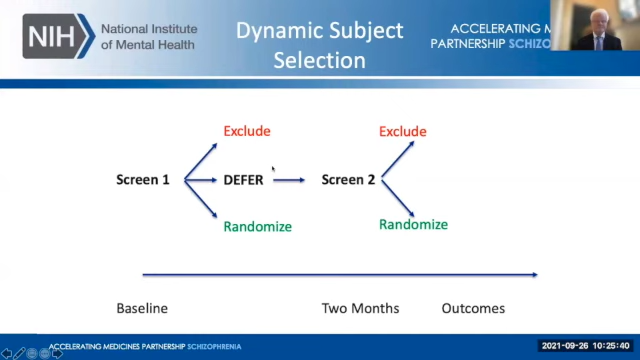 NIH
National Institute
of Mental Health
Dynamic Subject
Selection
ACCELERATING
PARTNERSHIP
Exclude
Exclude
Screen 1
DEFER
Screen 2
Randomize
Randomize
Baseline
Two Months
Outcomes
ACCELERATING MEDICINES PARTNERSHIP SCHIZOPHRENIA
2021-09-26 10:25:40